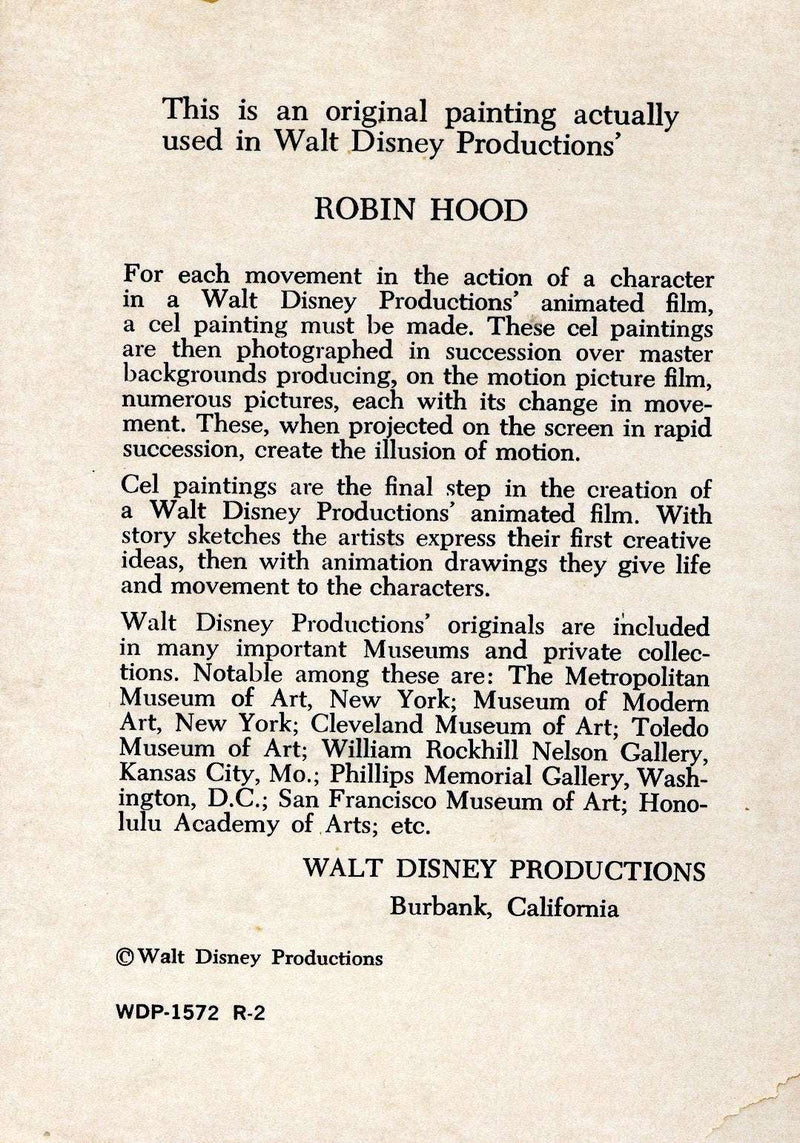 This is an original painting actually
used in Walt Disney Productions’
ROBIN HOOD
For each movement in the action of a character
in a Walt Disney Productions’ animated film,
a cel painting must be made. These cel paintings
are then photographed in succession over master
backgrounds producing, on the motion picture film,
numerous pictures, each with its change in move-
ment. These, when projected on the screen in rapid
succession, create the illusion of motion.
Cel paintings are the final step in the creation of
a Walt Disney Productions’ animated film. With
story sketches the artists express their first creative
ideas, then with animation drawings they give life
and movement to the characters.
Walt Disney Productions’ originals are included
in many important Museums and private collec-
tions. Notable among these are: The Metropolitan
Museum of Art, New York; Museum of Modern
Art, New York; Cleveland Museum of Art; Toledo
Museum of Art; William Rockhill Nelson Gallery,
Kansas City, Mo.; Phillips Memorial Gallery, Wash-
ington, D.C.; San Francisco Museum of Art; Hono-
lulu Academy of Arts; etc.
WALT DISNEY PRODUCTIONS
Burbank, California
©Walt Disney Productions
WDP-1572 R-2